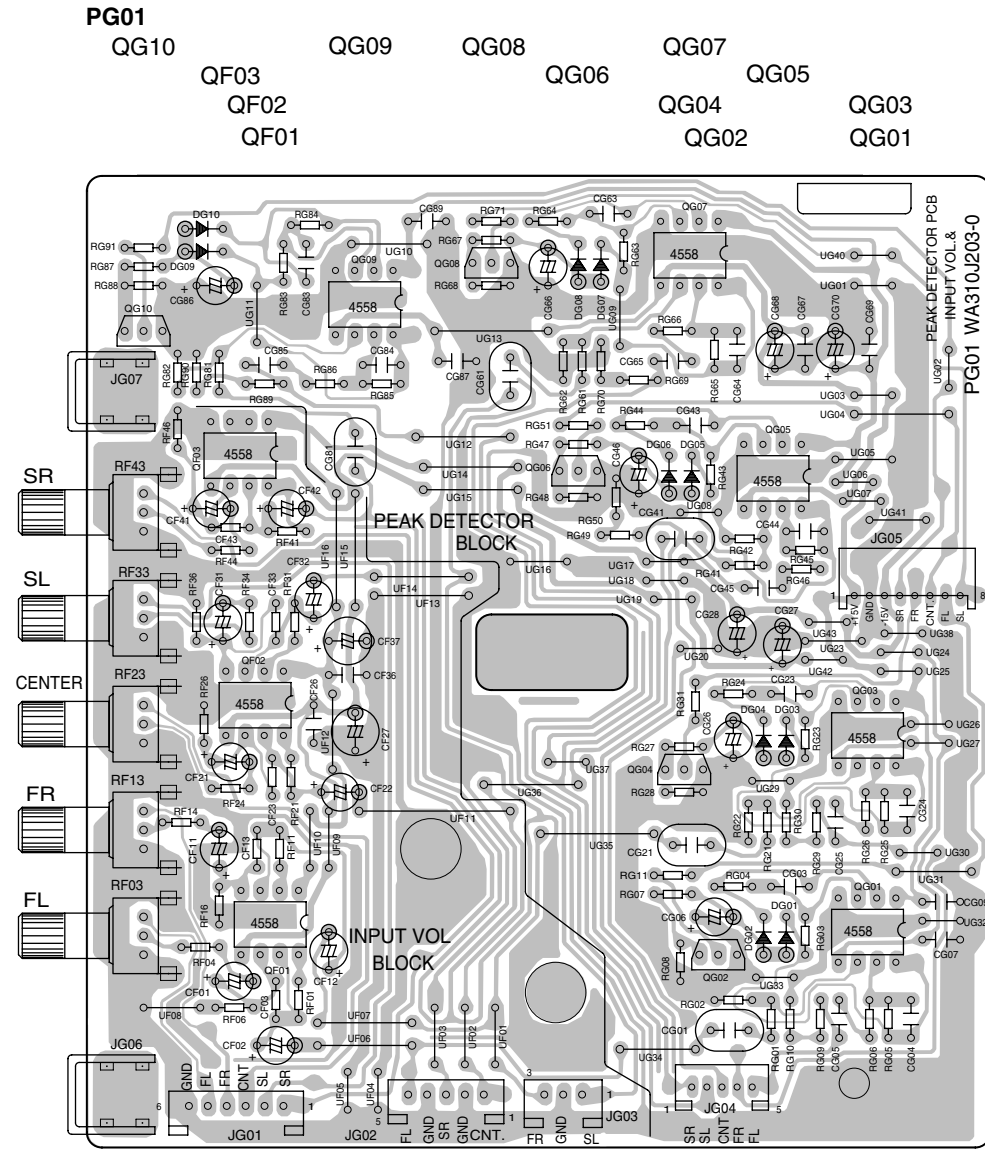 PG01
QG10 QG09 QG08 QG07
QG06
QF03 QG05
QF02 QG04 QG03
QF01 QG02 QG01
PEAK DETECTOR PCB
INPUT VOL.&
PG01 WA310J203-0
DG10 RG84 CG89 RG71 RG64 CG63 QG07
RG91 RG67 RG63
DG09 QG09 UG10 QG08 4558 UG40
RG87
RG88 RG68 UG01
CG86 RG83 CG83 CG66 DG08 DG07 UG09 CG68 CG67 CG70 CG69
QG10 UG11 4558 RG66
UG13 UG02
CG85 CG84 CG87 CG61 CG65 RG69 RG65 CG64
JG07 RG82 RG90 RG81 RG86 RG62 RG61 RG70
RG89 RG85 UG03
UG04
RF46 RG51 RG44 CG43
UG12 RG47 CG46 DG06 DG05 QG05
QF03 4558 CG81 UG05
SR RF43 UG14 QG06 RG43 4558 UG06
UG15 RG48 UG08 UG07
CF42 CG41
CF41 RG50 CG44 UG41
CF43 RF41 PEAK DETECTOR RG49 RG42 JG05
RF44 BLOCK RG45
UF16 UF15 UG16 UG17 RG41 RG46
SL RF33 CF32 UF14 UG18 CG45
RF36 CF31 RF34 CF33 RF31 UF13 UG19 CG28 CG27 1 8
+15V GND -15V SR FR CNT. FL SL
CF37 UG43 UG38
QF02 UG20 UG23 UG24
CF36 UG42 UG25
CENTER RF23 RG24 CG23 QG03
RF26 4558 CF26 RG31 DG04 DG03 RG23
UF12 CF27 CG26 4558 UG26
RG27 UG27
CF21 UG37 QG04
RF24 CF23 RF21 CF22 UG36 RG28 UG29
RF13 UF11
FR RF14 CF11 CF13 RF11 UF10 UF09 UG35 RG22 RG21 RG30 RG29 CG25 RG26 RG25 CG24
CG21 UG30
RG11 RG04 CG03 UG31
RF03 RG07 QG01
FL RF16 4558 CG06 DG01 CG09
DG02 RG03 4558 UG32
INPUT VOL CG07
BLOCK
RF04 QF01 CF12 RG08 QG02
CF01 CF03 RF01 UG33
UF08 RF06 UF07 UF03 UF02 UF01 RG02
CF02 UF06 CG01 RG01 RG10 RG09 CG05 RG06 RG05 CG04
JG06 UG34
GND FL FR CNT SL SR 3
6 1 UF05 UF04 5 1 1 1 5
JG01 JG02 FL GND SR GND CNT. FR GND SL JG03 SR SL CNT FR FL JG04